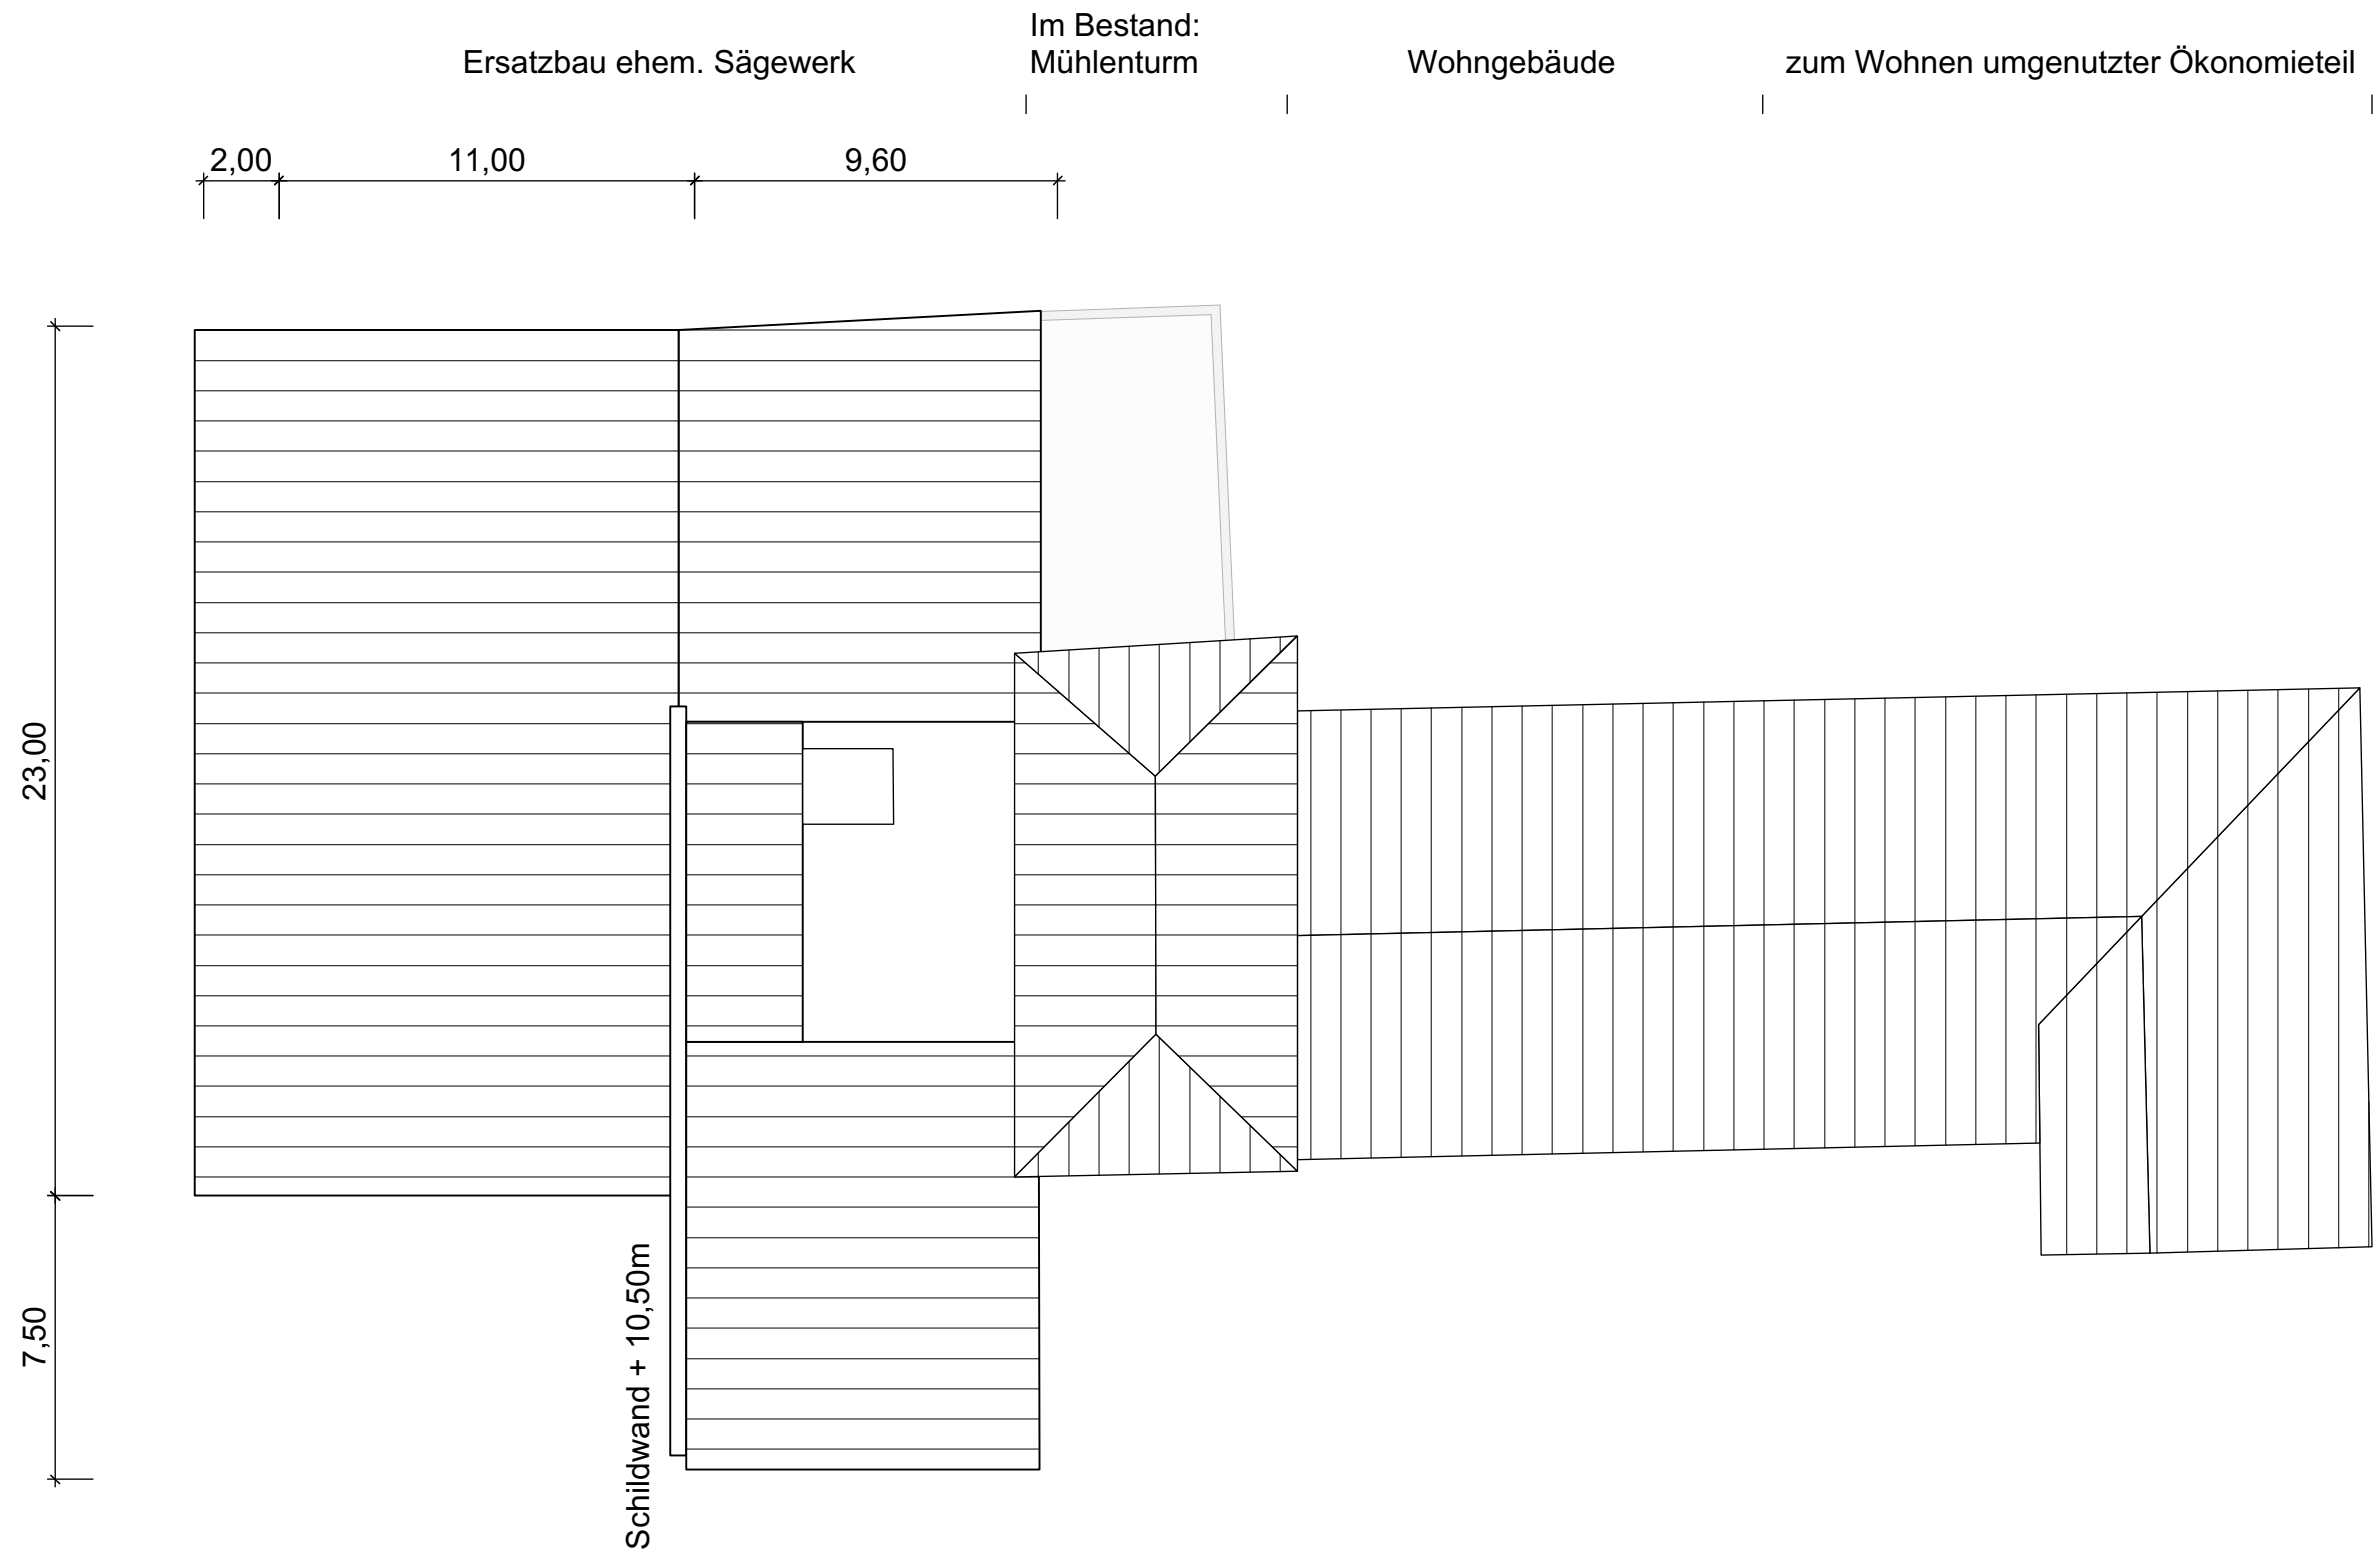 Im Bestand:
Ersatzbau ehem. Sägewerk
Mühlenturm
Wohngebäude
zum Wohnen umgenutzter Ökonomieteil
2,00
11,00
9,60
23,00
7,50
Schildwand + 10,50m